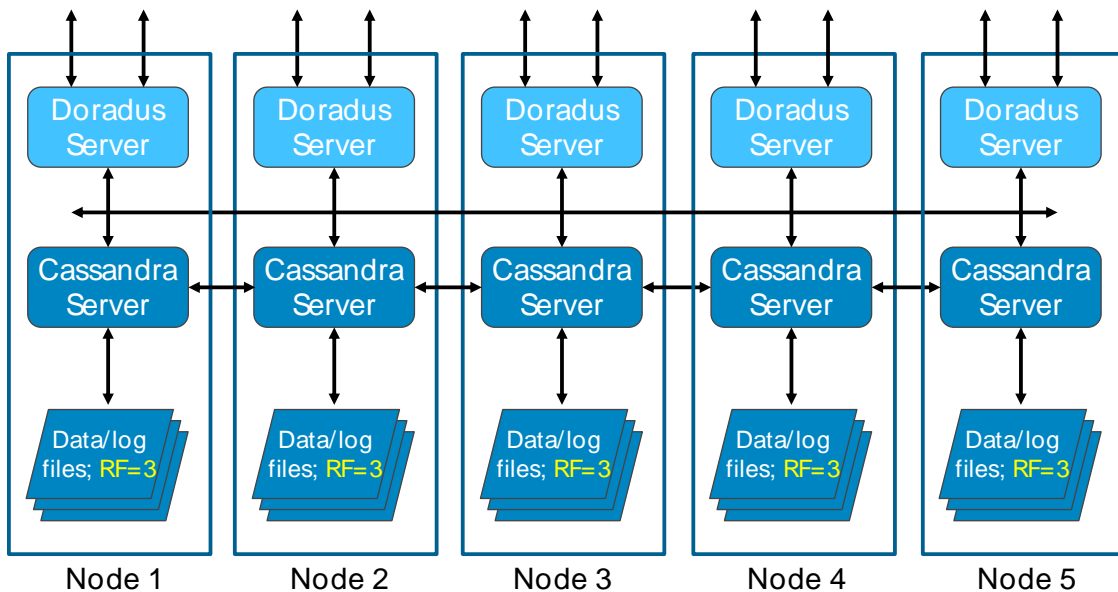 Doradus
Server
Doradus
Server
Doradus
Server
Doradus
Server
Doradus
Server
Cassandra
Server
Cassandra
Server
Cassandra
Server
Cassandra
Server
Cassandra
Server
Data/log
files; RF=3
Data/log
files; RF=3
Data/log
files; RF=3
Data/log
files; RF=3
Data/log
files; RF=3
Node 1
Node 2
Node 3
Node 4
Node 5